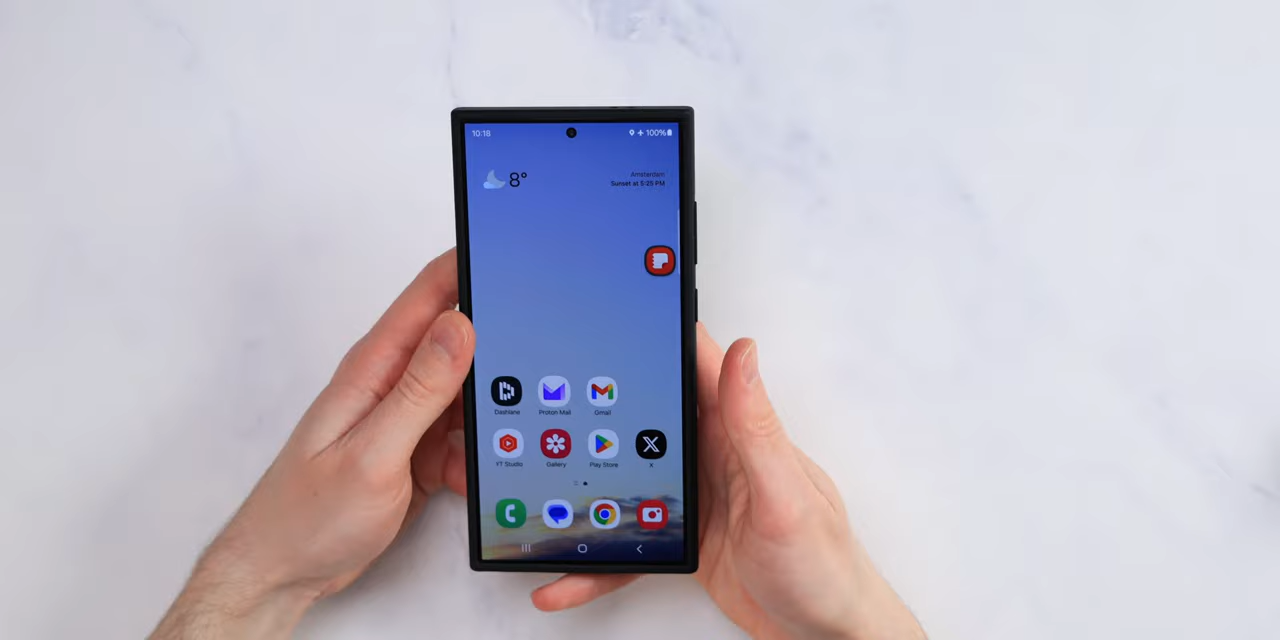 10:18
100%
8°
Amsterdam
Sunset at 5:25 PM
Dashlane
Proton Mail
Gmail
YT Studio
Gallery
Play Store
X